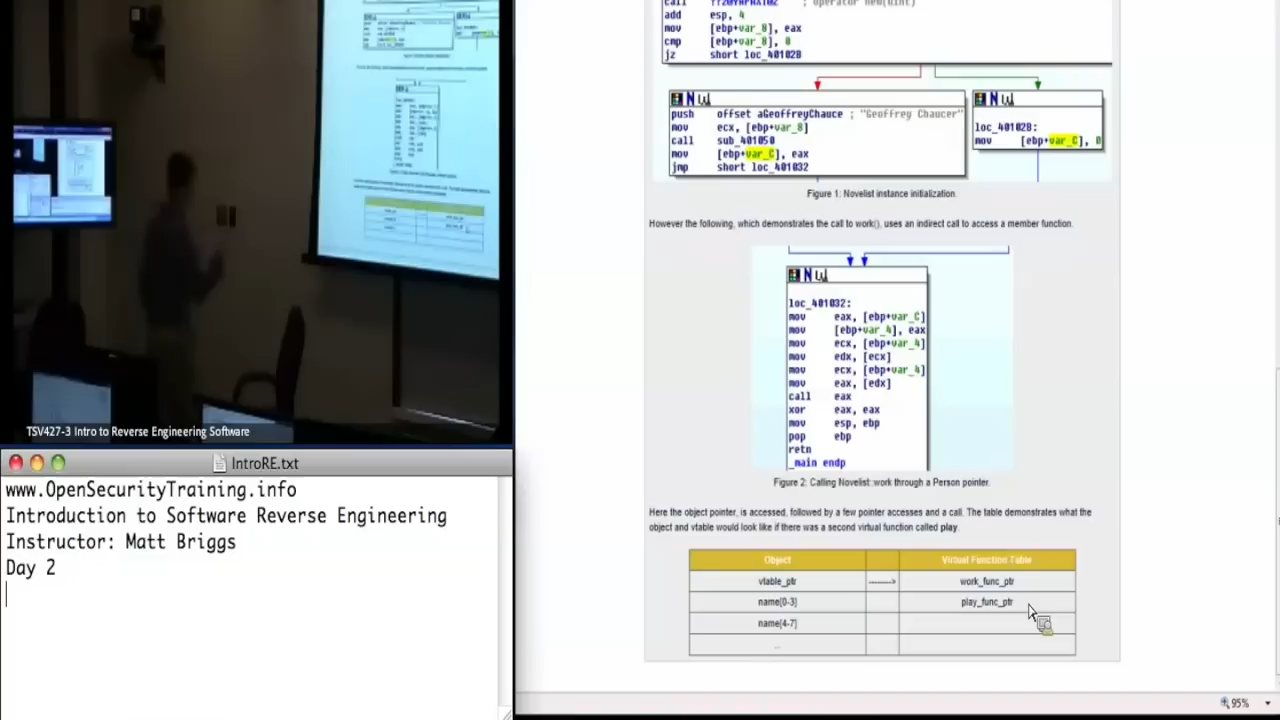 TSV427-3 Intro to Reverse Engineering Software
IntroRE.txt
www.OpenSecurityTraining.info
Introduction to Software Reverse Engineering
Instructor: Matt Briggs
Day 2
call ??2@YAPAXI@Z ; operator new(uint)
add esp, 4
mov [ebp+var_8], eax
cmp [ebp+var_8], 0
jz short loc_401028
push offset aGeoffreyChauce ; "Geoffrey Chaucer"
mov ecx, [ebp+var_8]
call sub_401050
mov [ebp+var_C], eax
jmp short loc_401032
loc_401028:
mov [ebp+var_C], 0
Figure 1: Novelist instance initialization.
However the following, which demonstrates the call to work(), uses an indirect call to access a member function.
loc_401032:
mov eax, [ebp+var_C]
mov [ebp+var_4], eax
mov ecx, [ebp+var_4]
mov edx, [ecx]
mov ecx, [ebp+var_4]
mov eax, [edx]
call eax
xor eax, eax
mov esp, ebp
pop ebp
retn
_main endp
Figure 2: Calling Novelist::work through a Person pointer.
Here the object pointer, is accessed, followed by a few pointer accesses and a call. The table demonstrates what the
object and vtable would look like if there was a second virtual function called play.
Object Virtual Function Table
vtable_ptr -------> work_func_ptr
name[0-3] play_func_ptr
name[4-7]
...
95%